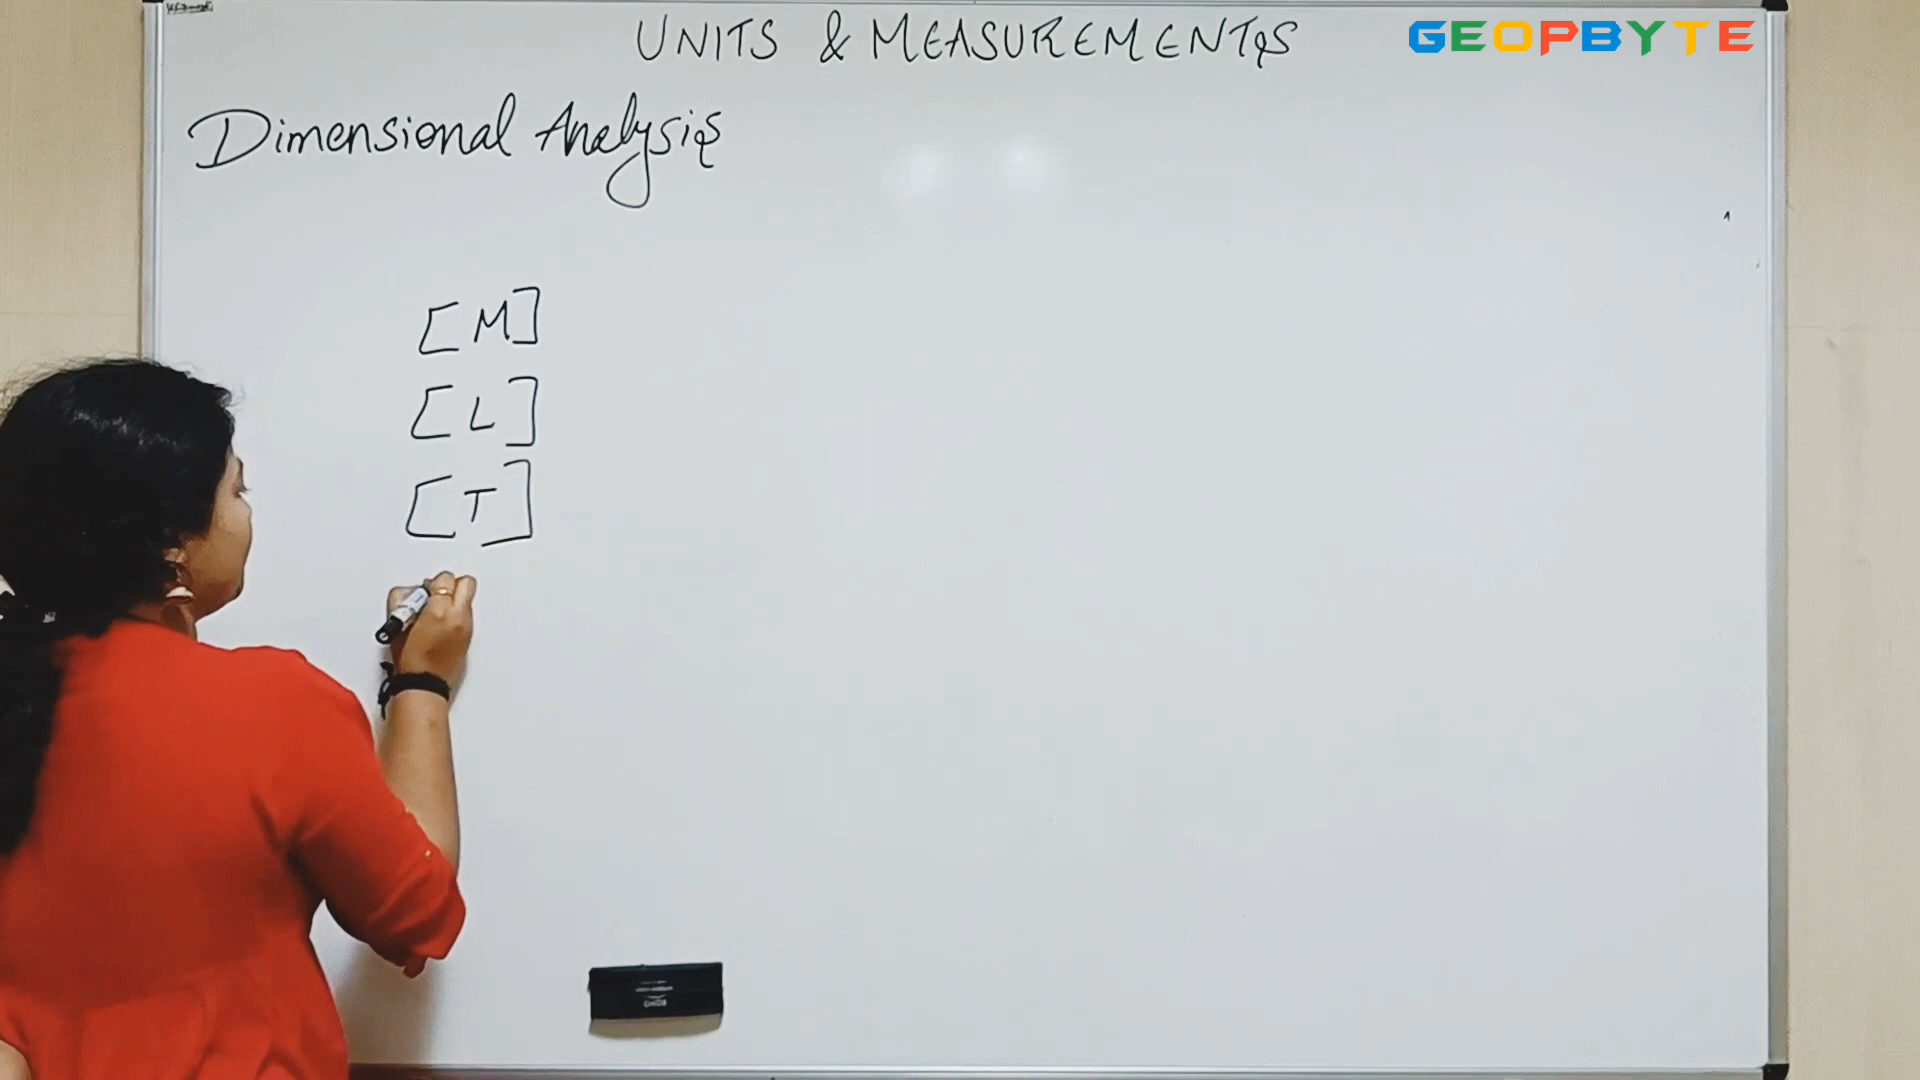 UNITS & MEASUREMENTS
GEOPBYTE
Dimensional Analysis
[M]
[L]
[T]